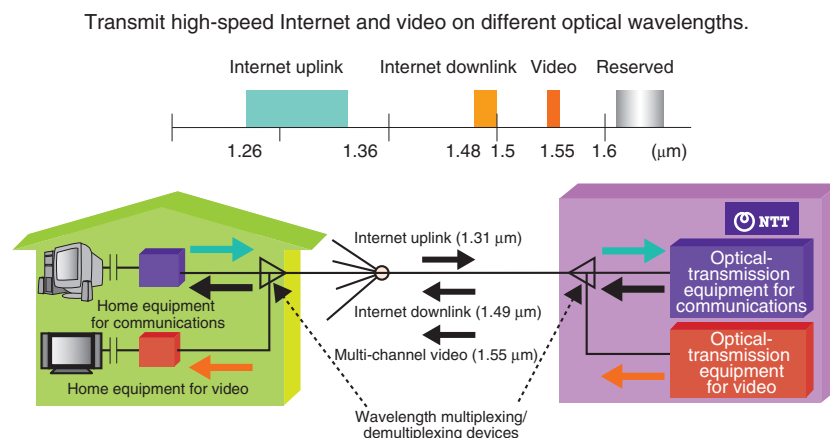 Transmit high-speed Internet and video on different optical wavelengths.
Internet uplink
Internet downlink
Video
Reserved
1.26
1.36
1.48
1.5
1.55
1.6
(μm)
NTT
Internet uplink (1.31 μm)
Internet downlink (1.49 μm)
Multi-channel video (1.55 μm)
Home equipment
for communications
Home equipment for video
Optical-
transmission
equipment for
communications
Optical-
transmission
equipment
for video
Wavelength multiplexing/
demultiplexing devices